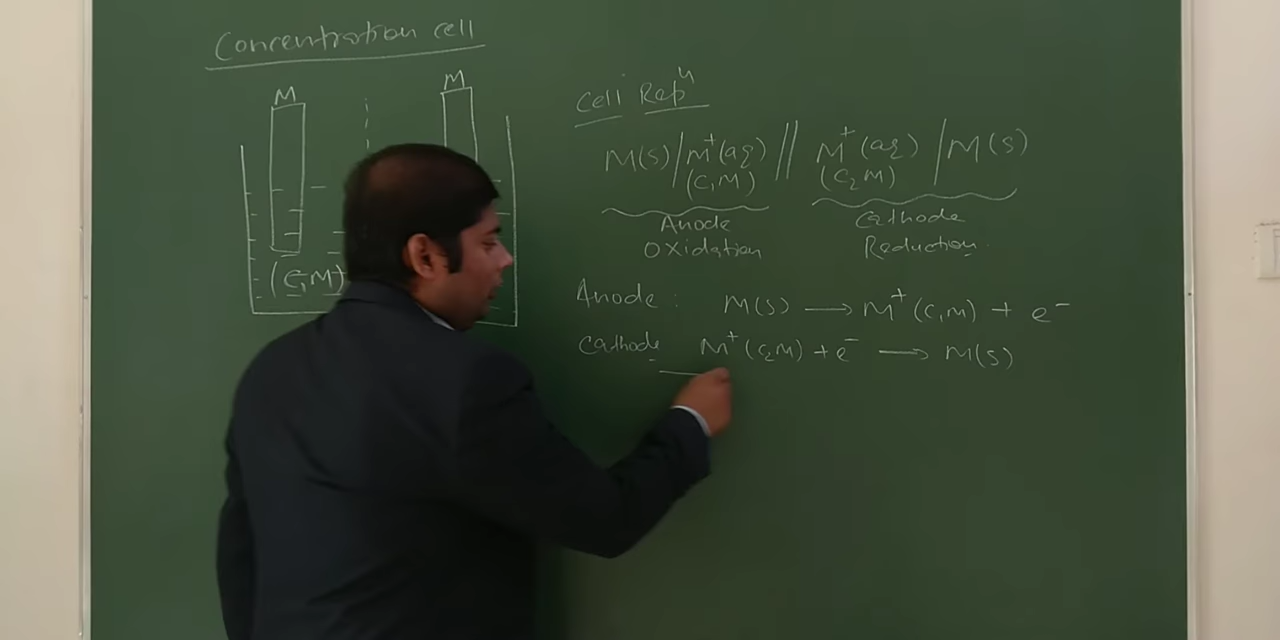 Concentration cell
M
M
(C₁M)
Cell Repⁿ
M(s)/M⁺(aq) // M⁺(aq) /M(s)
(C₁M) (C₂M)
Anode Cathode
Oxidation Reduction
Anode : M(s) → M⁺(C₁M) + e⁻
Cathode M⁺(C₂M) + e⁻ → M(s)